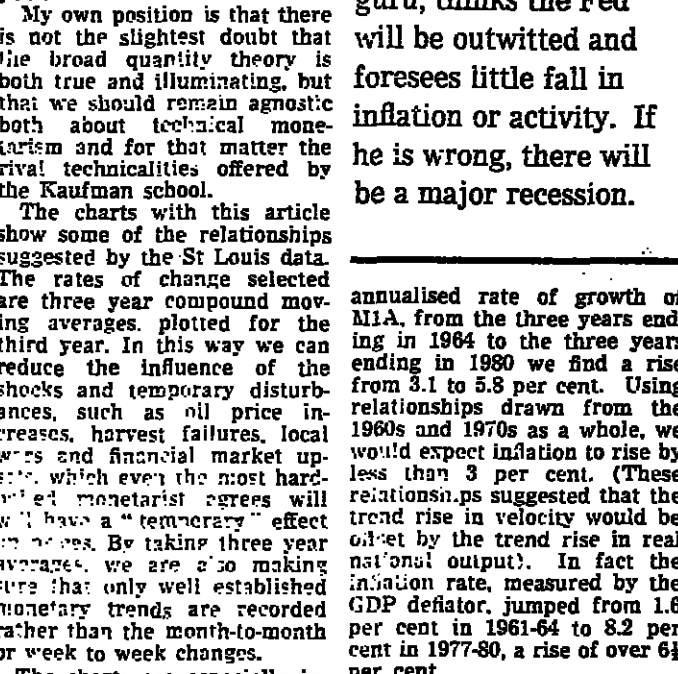 My own position is that there
is not the slightest doubt that
the broad quantity theory is
both true and illuminating, but
that we should remain agnostic
both about technical mone-
tarism and for that matter the
rival technicalities offered by
the Kaufman school.
The charts with this article
show some of the relationships
suggested by the St Louis data.
The rates of change selected
are three year compound mov-
ing averages, plotted for the
third year. In this way we can
reduce the influence of the
shocks and temporary disturb-
ances, such as oil price in-
creases, harvest failures, local
wars and financial market up-
sets, which even the most hard-
monetarist agrees will
will have a "temporary" effect
on prices. By taking three year
averages, we are also making
sure that only well established
monetary trends are recorded
rather than the month-to-month
or week to week changes.
guru, thinks the Fed
will be outwitted and
foresees little fall in
inflation or activity. If
he is wrong, there will
be a major recession.
annualised rate of growth of
M1A, from the three years end-
ing in 1964 to the three years
ending in 1980 we find a rise
from 3.1 to 5.8 per cent. Using
relationships drawn from the
1960s and 1970s as a whole, we
would expect inflation to rise by
less than 3 per cent. (These
relationships suggested that the
trend rise in velocity would be
offset by the trend rise in real
national output). In fact the
inflation rate, measured by the
GDP deflator, jumped from 1.6
per cent in 1961-64 to 8.2 per
cent in 1977-80, a rise of over 6½
per cent